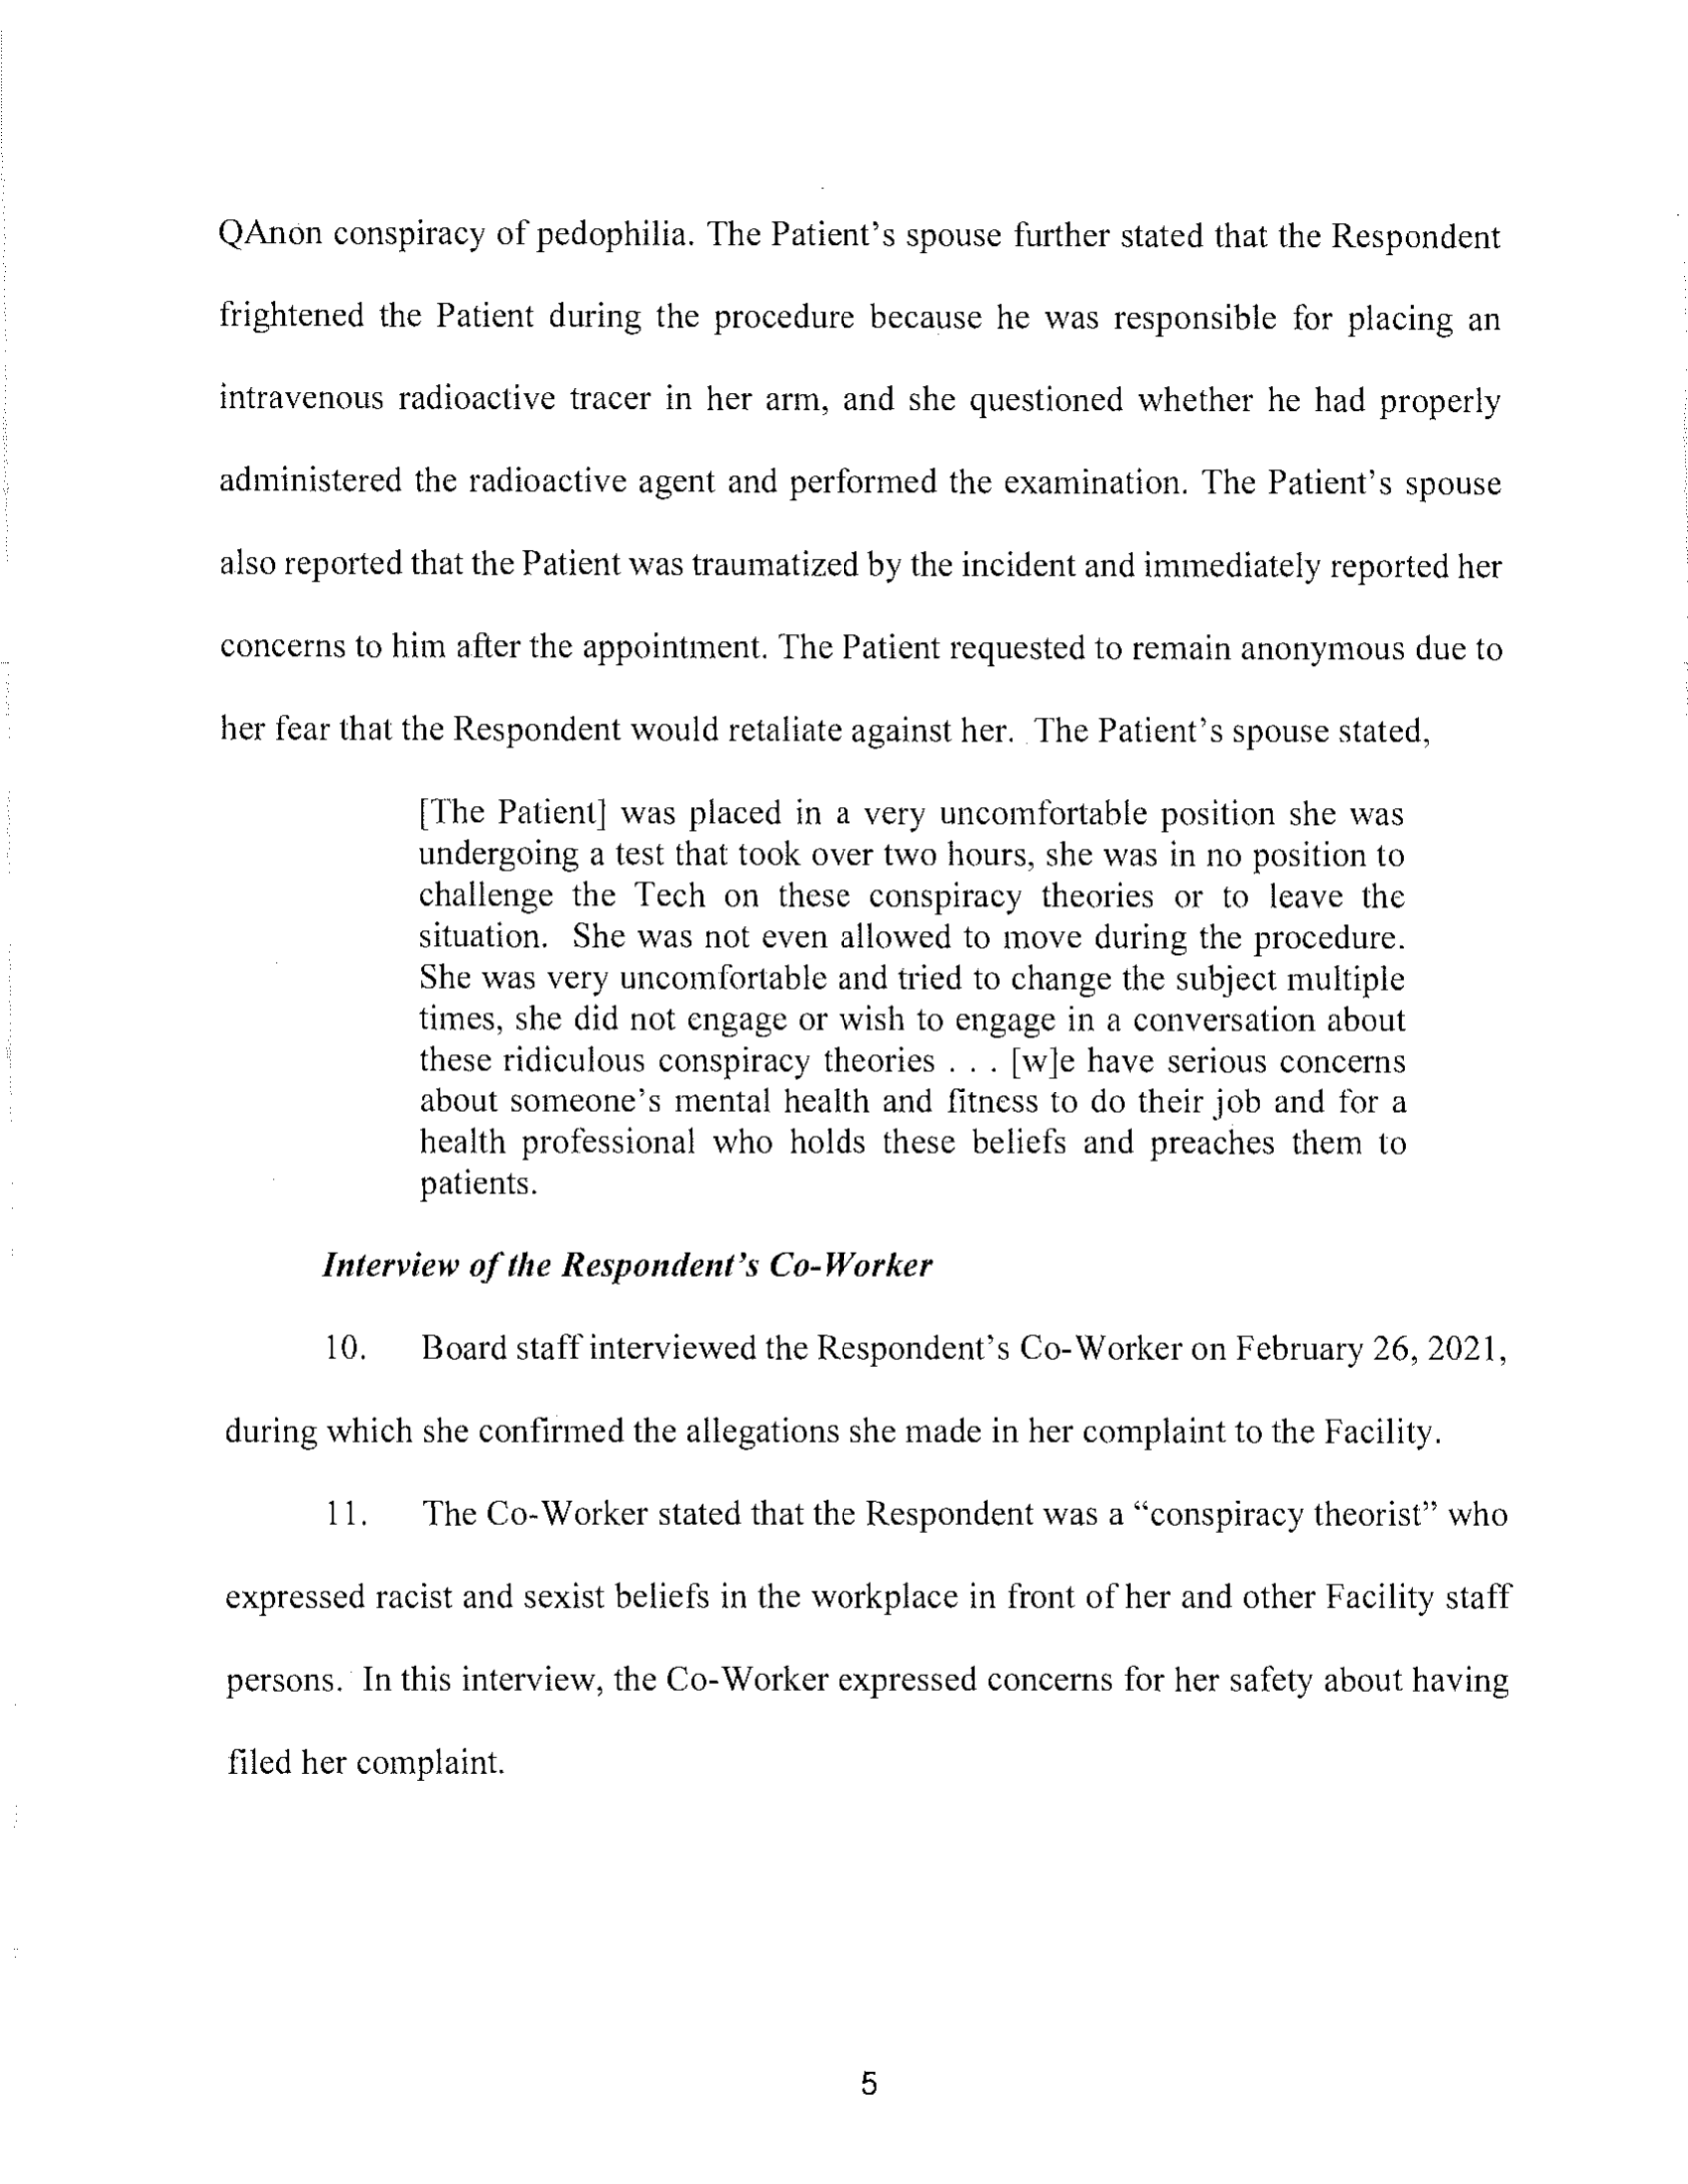 QAnon conspiracy of pedophilia. The Patient's spouse further stated that the Respondent
frightened the Patient during the procedure because he was responsible for placing an
intravenous radioactive tracer in her arm, and she questioned whether he had properly
administered the radioactive agent and performed the examination. The Patient's spouse
also reported that the Patient was traumatized by the incident and immediately reported her
concerns to him after the appointment. The Patient requested to remain anonymous due to
her fear that the Respondent would retaliate against her. The Patient's spouse stated,
[The Patient] was placed in a very uncomfortable position she was
undergoing a test that took over two hours, she was in no position to
challenge the Tech on these conspiracy theories or to leave the
situation. She was not even allowed to move during the procedure.
She was very uncomfortable and tried to change the subject multiple
times, she did not engage or wish to engage in a conversation about
these ridiculous conspiracy theories . . . [w]e have serious concerns
about someone's mental health and fitness to do their job and for a
health professional who holds these beliefs and preaches them to
patients.
Interview of the Respondent's Co-Worker
10. Board staff interviewed the Respondent's Co-Worker on February 26, 2021,
during which she confirmed the allegations she made in her complaint to the Facility.
11. The Co-Worker stated that the Respondent was a “conspiracy theorist” who
expressed racist and sexist beliefs in the workplace in front of her and other Facility staff
persons. In this interview, the Co-Worker expressed concerns for her safety about having
filed her complaint.
5